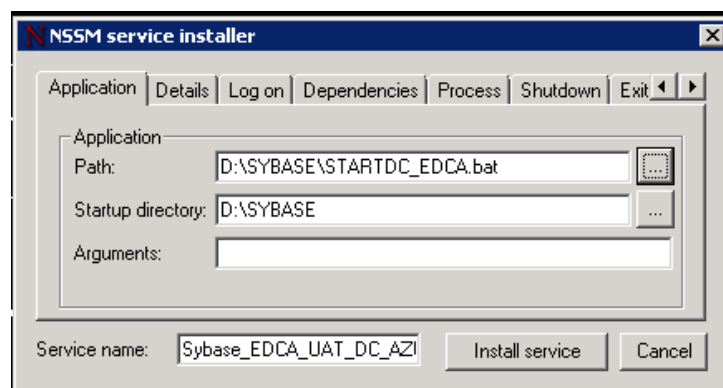 NSSM service installer
Application Details Log on Dependencies Process Shutdown Exit
Application
Path: D:\SYBASE\STARTDC_EDCA.bat ...
Startup directory: D:\SYBASE ...
Arguments:
Service name: Sybase_EDCA_UAT_DC_AZI Install service Cancel